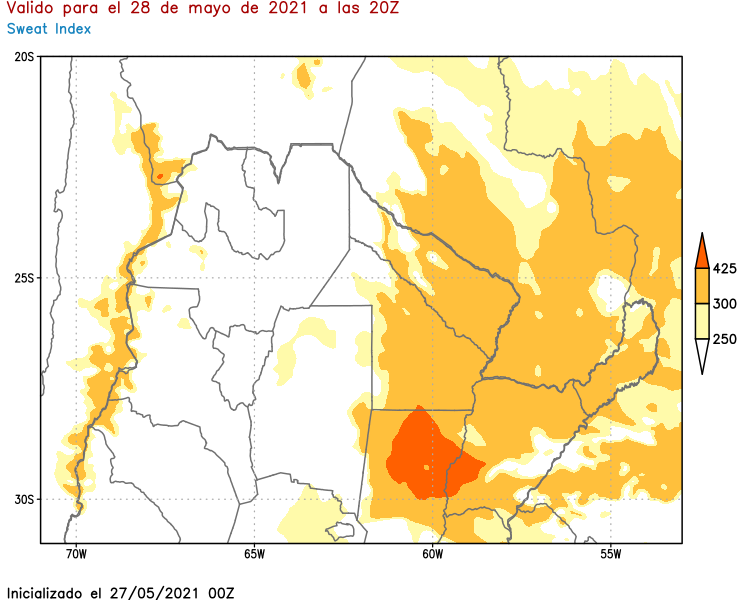 Valido para el 28 de mayo de 2021 a las 20Z
Sweat Index
20S
25S
30S
70W
65W
60W
55W
425
300
250
Inicializado el 27/05/2021 00Z